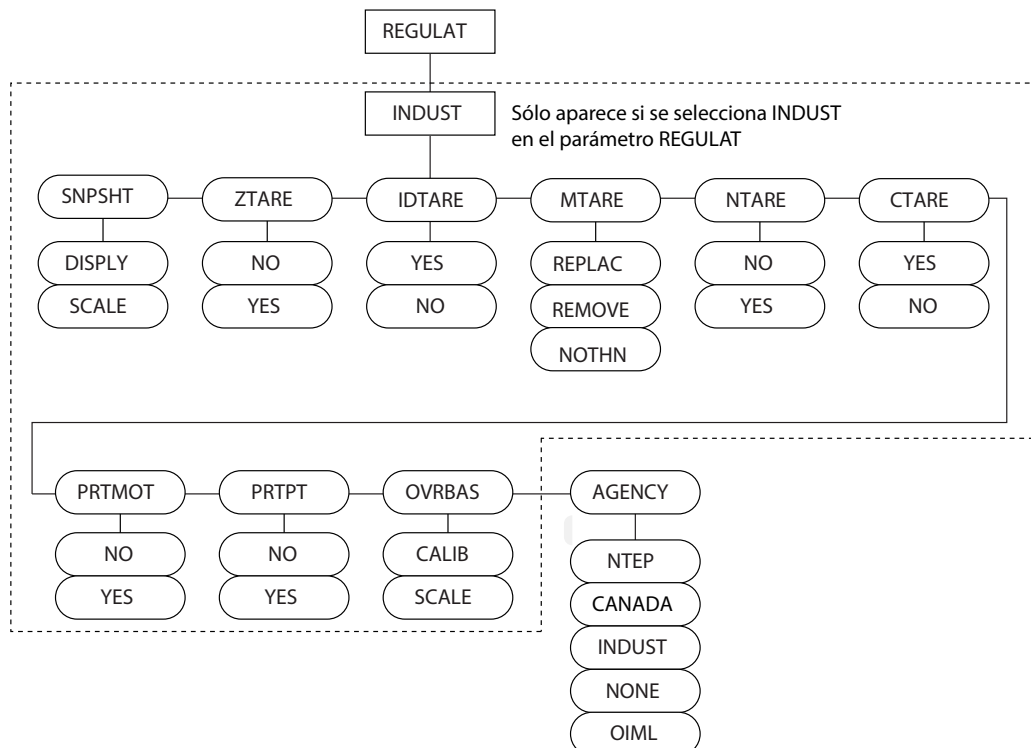 REGULAT
INDUST
Sólo aparece si se selecciona INDUST
en el parámetro REGULAT
SNPSHT
ZTARE
IDTARE
MTARE
NTARE
CTARE
DISPLY
NO
YES
REPLAC
NO
YES
SCALE
YES
NO
REMOVE
YES
NO
NOTHN
PRTMOT
PRTPT
OVRBAS
AGENCY
NO
NO
CALIB
NTEP
YES
YES
SCALE
CANADA
INDUST
NONE
OIML